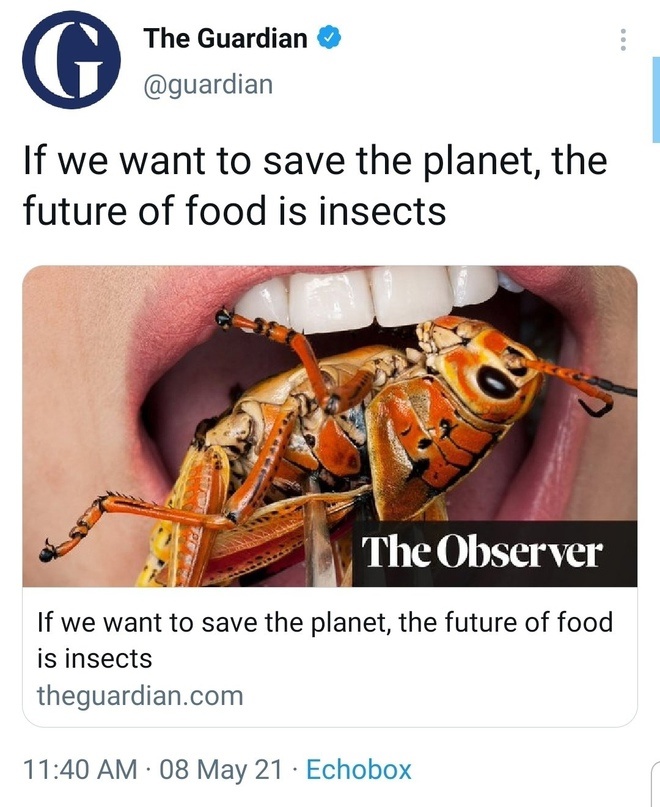 The Guardian
@guardian
If we want to save the planet, the
future of food is insects
The Observer
If we want to save the planet, the future of food
is insects
theguardian.com
11:40 AM · 08 May 21 · Echobox